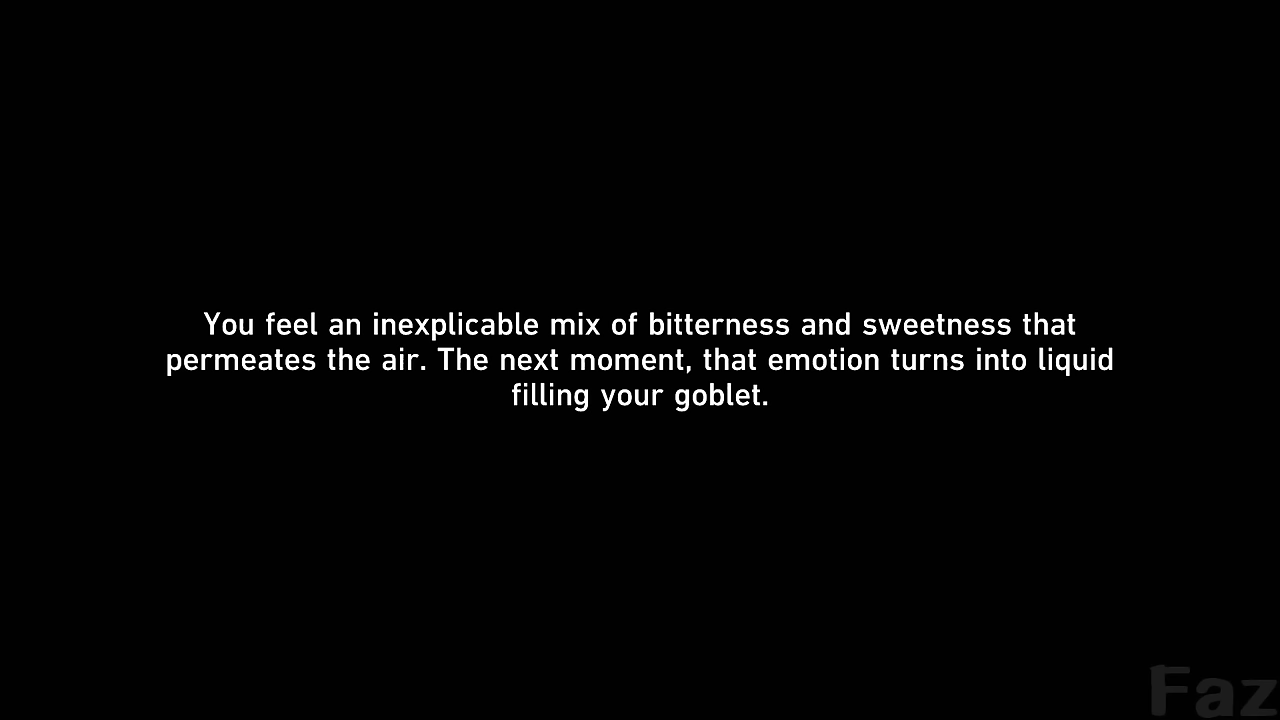 You feel an inexplicable mix of bitterness and sweetness that
permeates the air. The next moment, that emotion turns into liquid
filling your goblet.
Faz